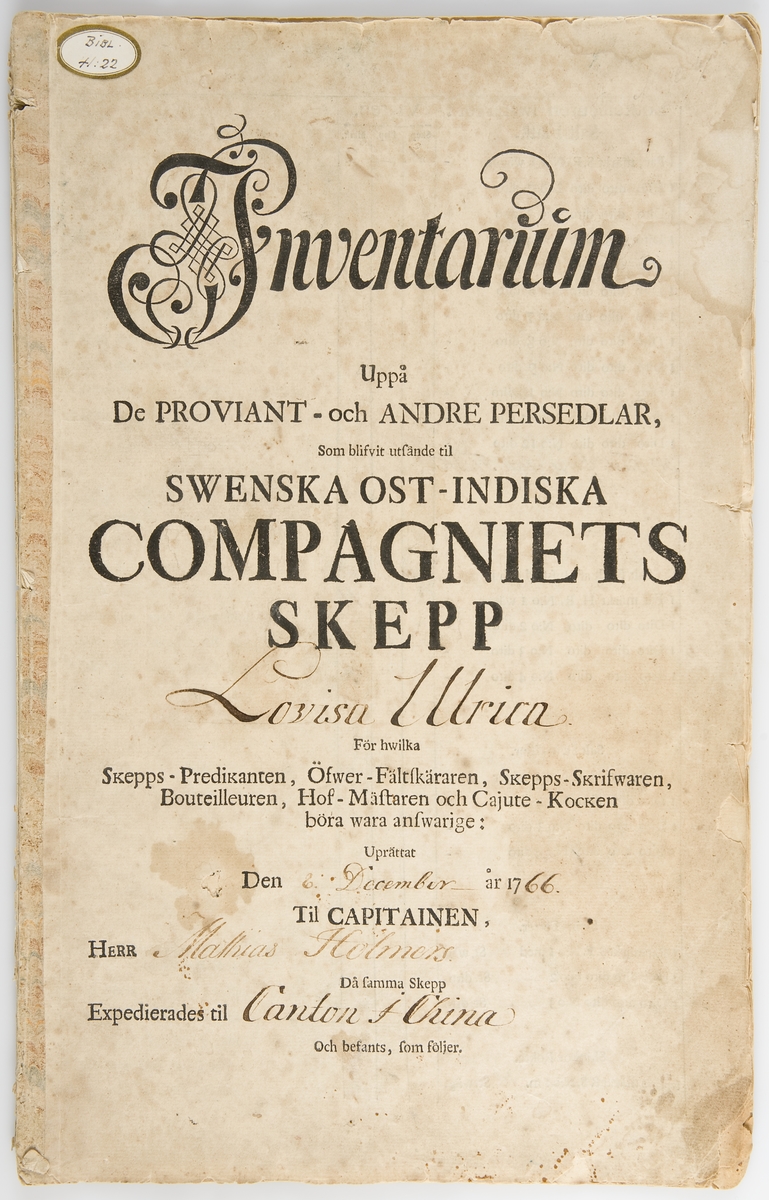 Bibl.
H: 22
Inventarium
Uppå
De PROVIANT - och ANDRE PERSEDLAR,
Som blifvit utſände til
SWENSKA OST-INDISKA
COMPAGNIETS
SKEPP
Lovisa Ulrica.
För hwilka
Skepps - Predikanten, Öfwer - Fältſkäraren, Skepps-Skrifwaren,
Bouteilleuren, Hof - Mäſtaren och Cajute - Kocken
böra wara anſwarige:
Uprättat
Den December år 1766.
Til CAPITAINEN,
HERR Mathias Holmers.
Då ſamma Skepp
Expedierades til Canton i China
Och befants, ſom följer.